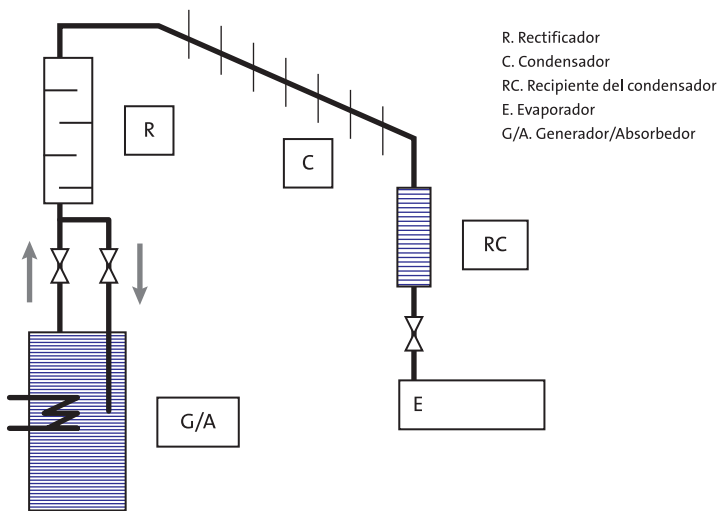 R. Rectificador
C. Condensador
RC. Recipiente del condensador
E. Evaporador
G/A. Generador/Absorbedor
R
C
RC
E
G/A